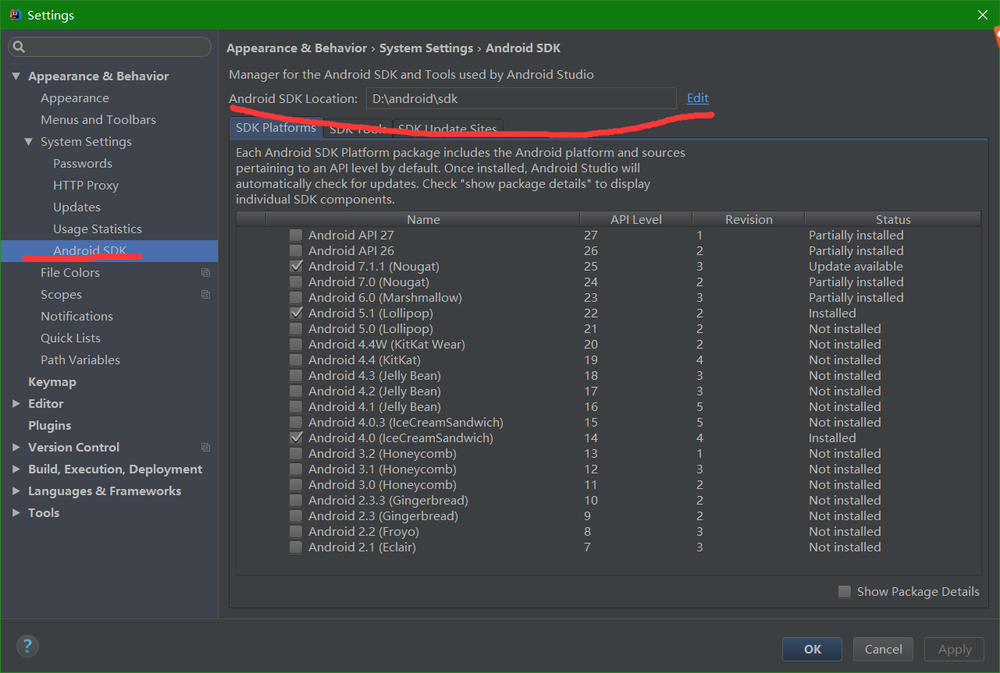 Settings
Appearance & Behavior › System Settings › Android SDK
Appearance & Behavior
Appearance
Menus and Toolbars
System Settings
Passwords
HTTP Proxy
Updates
Usage Statistics
Android SDK
File Colors
Scopes
Notifications
Quick Lists
Path Variables
Keymap
Editor
Plugins
Version Control
Build, Execution, Deployment
Languages & Frameworks
Tools
Manager for the Android SDK and Tools used by Android Studio
Android SDK Location: D:\android\sdk Edit
SDK Platforms SDK Tools SDK Update Sites
Each Android SDK Platform package includes the Android platform and sources
pertaining to an API level by default. Once installed, Android Studio will
automatically check for updates. Check "show package details" to display
individual SDK components.
Name API Level Revision Status
Android API 27 27 1 Partially installed
Android API 26 26 2 Partially installed
Android 7.1.1 (Nougat) 25 3 Update available
Android 7.0 (Nougat) 24 2 Partially installed
Android 6.0 (Marshmallow) 23 3 Partially installed
Android 5.1 (Lollipop) 22 2 Installed
Android 5.0 (Lollipop) 21 2 Not installed
Android 4.4W (KitKat Wear) 20 2 Not installed
Android 4.4 (KitKat) 19 4 Not installed
Android 4.3 (Jelly Bean) 18 3 Not installed
Android 4.2 (Jelly Bean) 17 3 Not installed
Android 4.1 (Jelly Bean) 16 5 Not installed
Android 4.0.3 (IceCreamSandwich) 15 5 Not installed
Android 4.0 (IceCreamSandwich) 14 4 Installed
Android 3.2 (Honeycomb) 13 1 Not installed
Android 3.1 (Honeycomb) 12 3 Not installed
Android 3.0 (Honeycomb) 11 2 Not installed
Android 2.3.3 (Gingerbread) 10 2 Not installed
Android 2.3 (Gingerbread) 9 2 Not installed
Android 2.2 (Froyo) 8 3 Not installed
Android 2.1 (Eclair) 7 3 Not installed
Show Package Details
? OK Cancel Apply